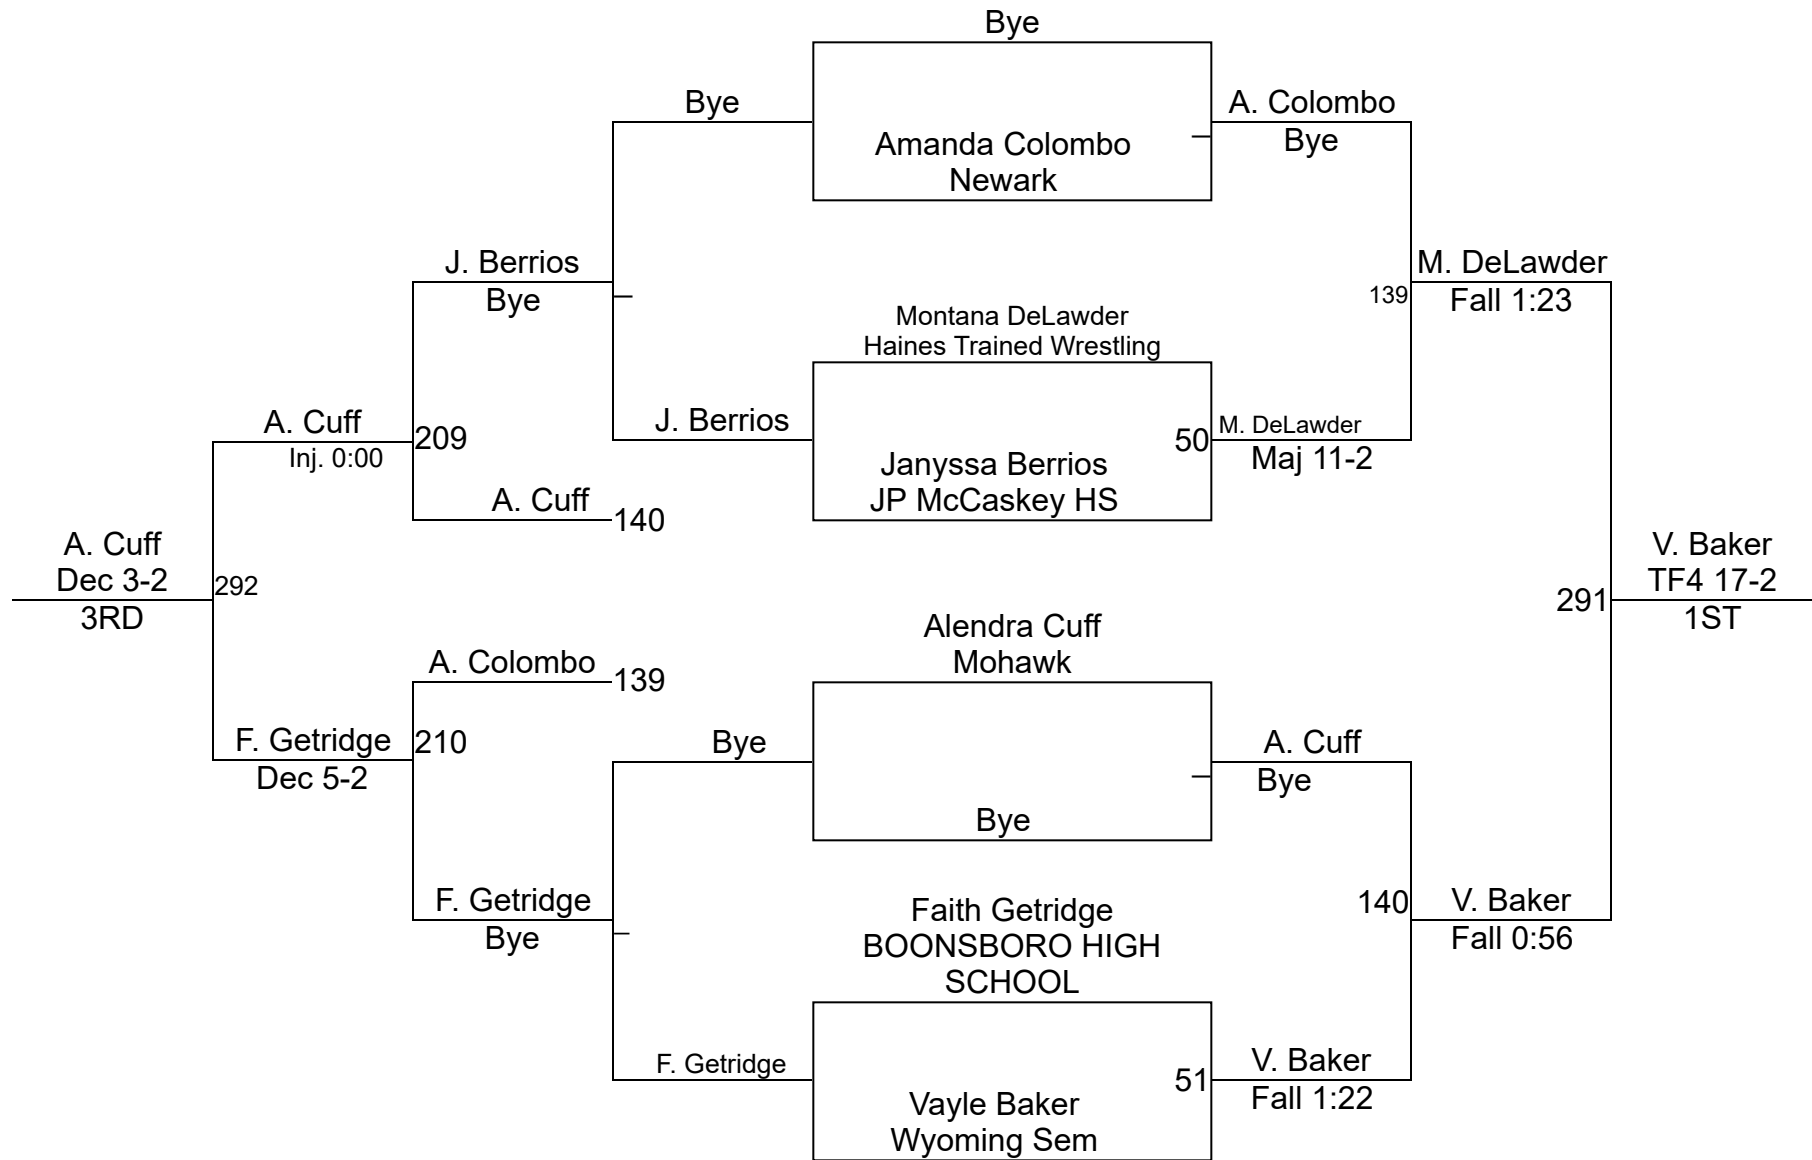 Bye
Bye
A. Colombo
Bye
Amanda Colombo
Newark
J. Berrios
Bye
M. DeLawder
Fall 1:23
139
Montana DeLawder
Haines Trained Wrestling
A. Cuff
Inj. 0:00
209
J. Berrios
50
M. DeLawder
Maj 11-2
Janyssa Berrios
JP McCaskey HS
A. Cuff
140
A. Cuff
Dec 3-2
3RD
292
291
V. Baker
TF4 17-2
1ST
Alendra Cuff
Mohawk
A. Colombo
139
F. Getridge
Dec 5-2
210
Bye
A. Cuff
Bye
Bye
F. Getridge
Bye
Faith Getridge
BOONSBORO HIGH
SCHOOL
140
V. Baker
Fall 0:56
F. Getridge
51
V. Baker
Fall 1:22
Vayle Baker
Wyoming Sem